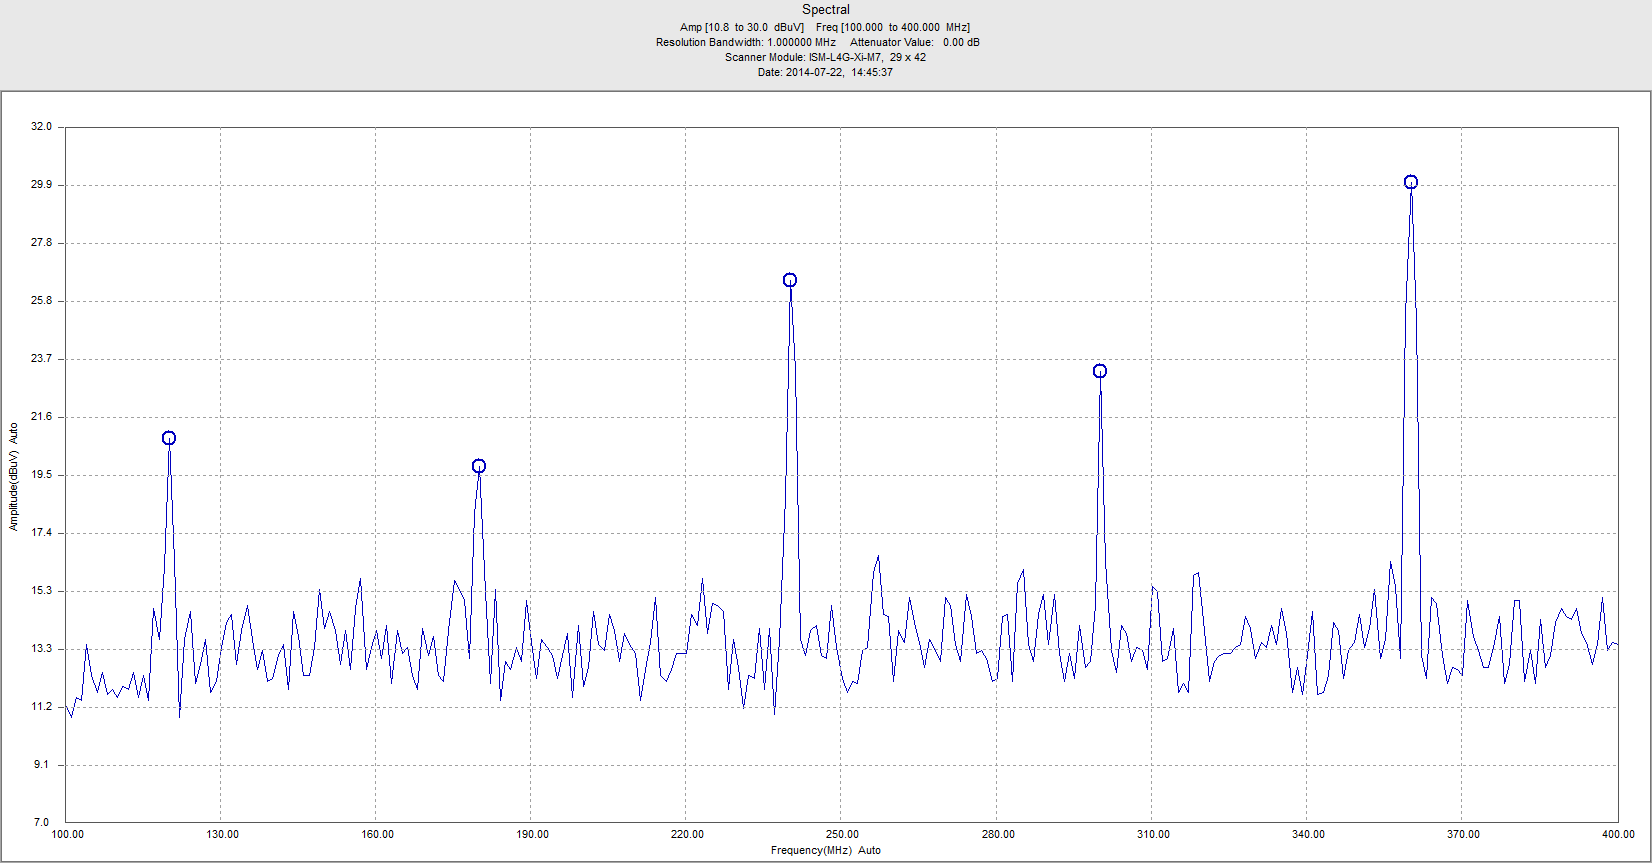 Spectral
Amp [10.8 to 30.0 dBuV] Freq [100.000 to 400.000 MHz]
Resolution Bandwidth: 1.000000 MHz Attenuator Value: 0.00 dB
Scanner Module: ISM-L4G-Xi-M7, 29 x 42
Date: 2014-07-22, 14:45:37
32.0
29.9
27.8
25.8
23.7
21.6
19.5
17.4
15.3
13.3
11.2
9.1
7.0
Amplitude(dBuV) Auto
100.00 130.00 160.00 190.00 220.00 250.00 280.00 310.00 340.00 370.00 400.00
Frequency(MHz) Auto